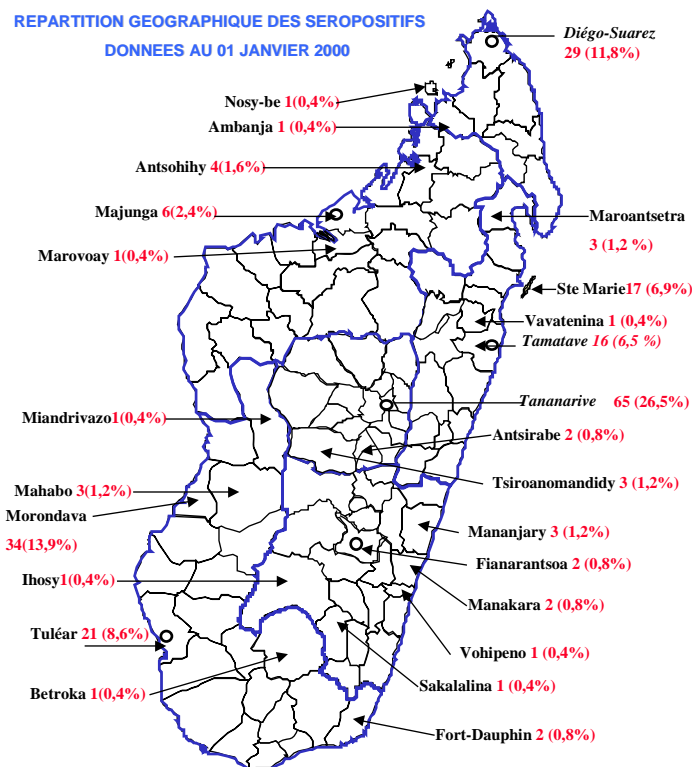 REPARTITION GEOGRAPHIQUE DES SEROPOSITIFS
DONNEES AU 01 JANVIER 2000
Diégo-Suarez
29 (11,8%)
Nosy-be 1(0,4%)
Ambanja 1 (0,4%)
Antsohihy 4(1,6%)
Majunga 6(2,4%)
Maroantsetra
3 (1,2 %)
Marovoay 1(0,4%)
Ste Marie17 (6,9%)
Vavatenina 1 (0,4%)
Tamatave 16 (6,5 %)
Tananarive 65 (26,5%)
Miandrivazo1(0,4%)
Antsirabe 2 (0,8%)
Tsiroanomandidy 3 (1,2%)
Mahabo 3(1,2%)
Morondava
34(13,9%)
Mananjary 3 (1,2%)
Fianarantsoa 2 (0,8%)
Ihosy1(0,4%)
Manakara 2 (0,8%)
Tuléar 21 (8,6%)
Vohipeno 1 (0,4%)
Sakalalina 1 (0,4%)
Betroka 1(0,4%)
Fort-Dauphin 2 (0,8%)